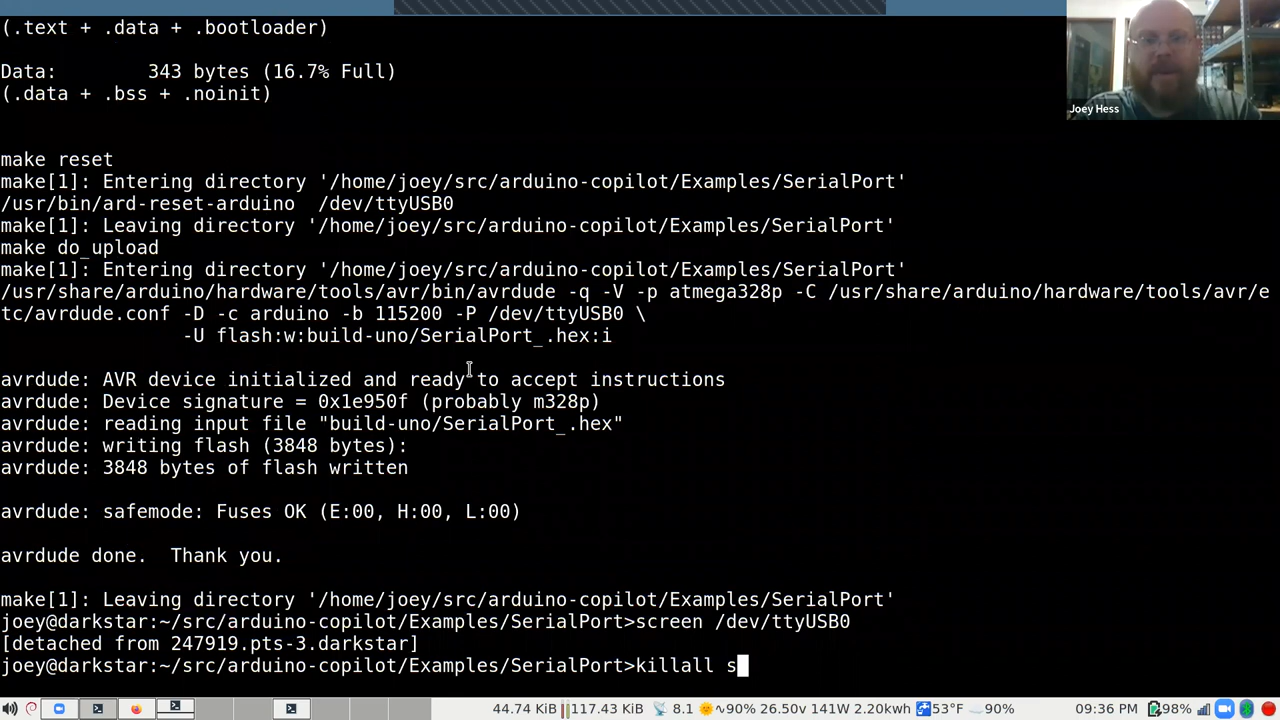 (.text + .data + .bootloader)
Data:       343 bytes (16.7% Full)
(.data + .bss + .noinit)
Joey Hess
make reset
make[1]: Entering directory '/home/joey/src/arduino-copilot/Examples/SerialPort'
/usr/bin/ard-reset-arduino  /dev/ttyUSB0
make[1]: Leaving directory '/home/joey/src/arduino-copilot/Examples/SerialPort'
make do_upload
make[1]: Entering directory '/home/joey/src/arduino-copilot/Examples/SerialPort'
/usr/share/arduino/hardware/tools/avr/bin/avrdude -q -V -p atmega328p -C /usr/share/arduino/hardware/tools/avr/e
tc/avrdude.conf -D -c arduino -b 115200 -P /dev/ttyUSB0 \
-U flash:w:build-uno/SerialPort_.hex:i
avrdude: AVR device initialized and ready to accept instructions
avrdude: Device signature = 0x1e950f (probably m328p)
avrdude: reading input file "build-uno/SerialPort_.hex"
avrdude: writing flash (3848 bytes):
avrdude: 3848 bytes of flash written
avrdude: safemode: Fuses OK (E:00, H:00, L:00)
avrdude done.  Thank you.
make[1]: Leaving directory '/home/joey/src/arduino-copilot/Examples/SerialPort'
joey@darkstar:~/src/arduino-copilot/Examples/SerialPort>screen /dev/ttyUSB0
[detached from 247919.pts-3.darkstar]
joey@darkstar:~/src/arduino-copilot/Examples/SerialPort>killall s
44.74 KiB 117.43 KiB 8.1 90% 26.50v 141W 2.20kwh 53°F 90% 09:36 PM 98%